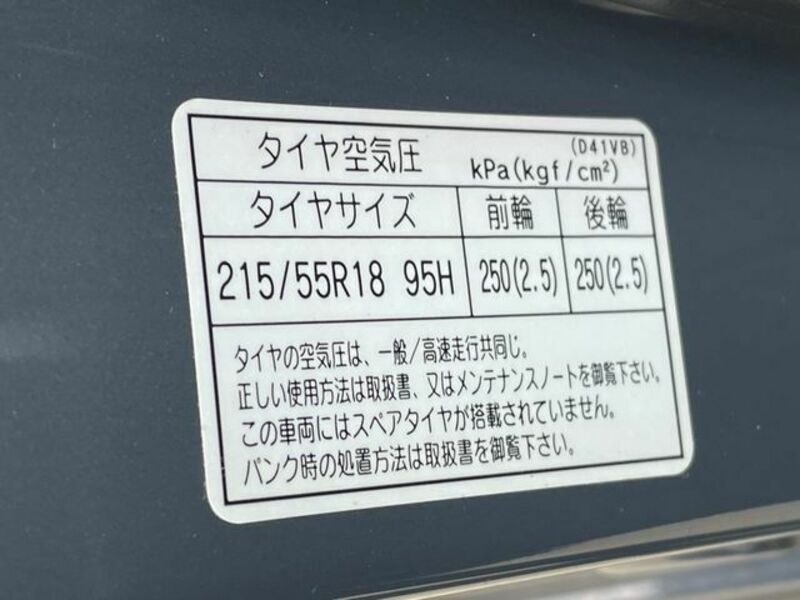 タイヤ空気圧 (D41VB) kPa(kgf/cm²)
タイヤサイズ 前輪 後輪
215/55R18 95H 250(2.5) 250(2.5)
タイヤの空気圧は、一般/高速走行共同じ。
正しい使用方法は取扱書、又はメンテナンスノートを御覧下さい。
この車両にはスペアタイヤが搭載されていません。
パンク時の処置方法は取扱書を御覧下さい。